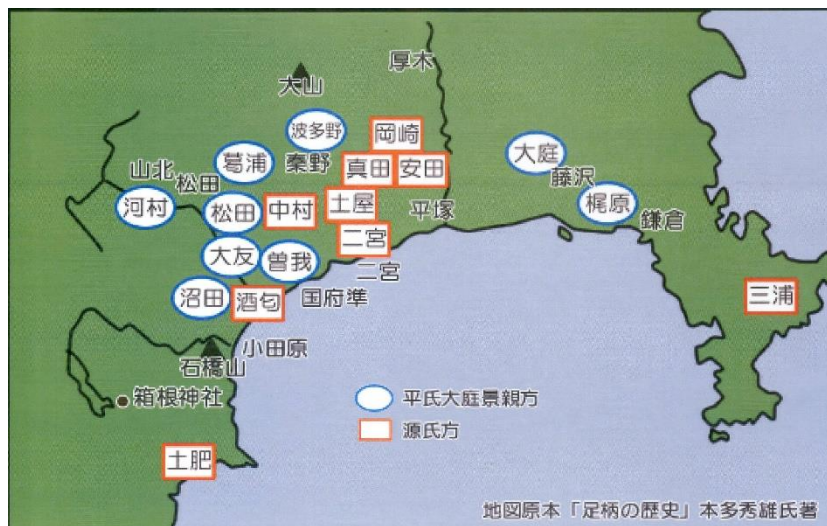 厚木
大山
波多野
岡崎
大庭
葛浦
秦野
真田
安田
藤沢
山北
松田
河村
松田
中村
土屋
平塚
梶原
鎌倉
二宮
大友
曽我
二宮
沼田
酒匂
国府準
三浦
小田原
石橋山
箱根神社
平氏大庭景親方
源氏方
土肥
地図原本「足柄の歴史」本多秀雄氏著